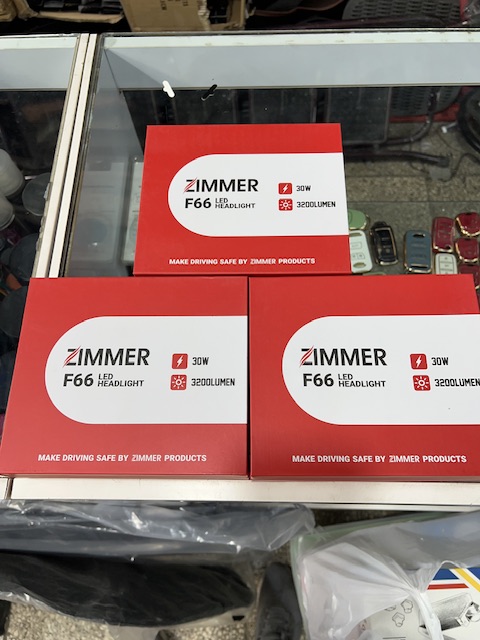 ZIMMER
F66 LED HEADLIGHT
30W
3200LUMEN
MAKE DRIVING SAFE BY ZIMMER PRODUCTS
ZIMMER
F66 LED HEADLIGHT
30W
3200LUMEN
MAKE DRIVING SAFE BY ZIMMER PRODUCTS
ZIMMER
F66 LED HEADLIGHT
30W
3200LUMEN
MAKE DRIVING SAFE BY ZIMMER PRODUCTS